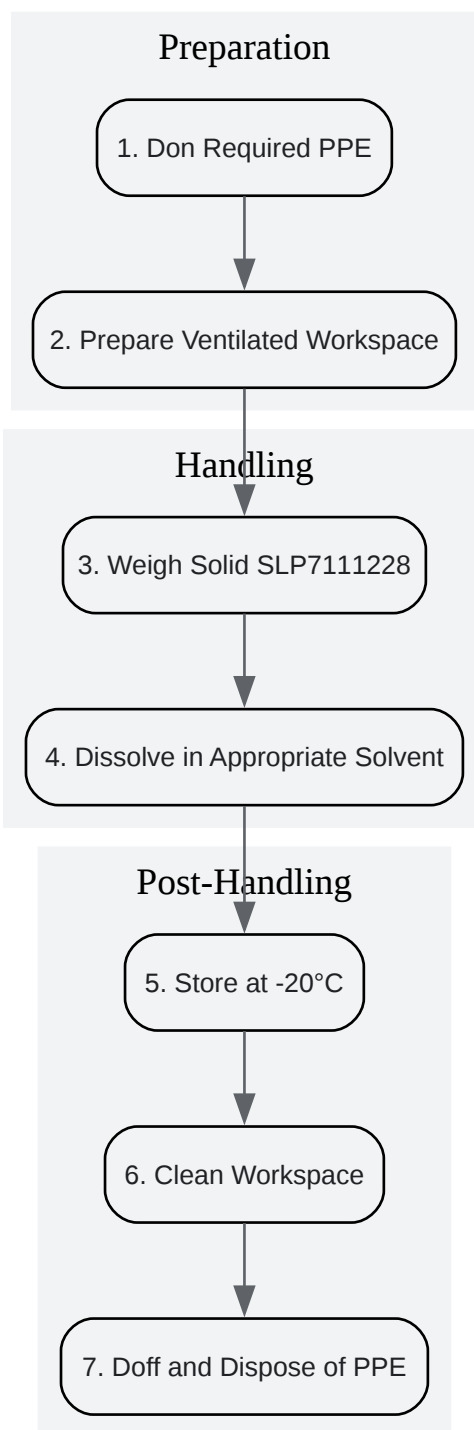 Preparation
1. Don Required PPE
2. Prepare Ventilated Workspace
Handling
3. Weigh Solid SLP7111228
4. Dissolve in Appropriate Solvent
Post-Handling
5. Store at -20°C
6. Clean Workspace
7. Doff and Dispose of PPE